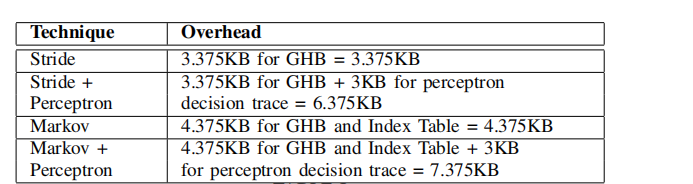 Technique Overhead
Stride 3.375KB for GHB = 3.375KB
Stride + 3.375KB for GHB + 3KB for perceptron
Perceptron decision trace = 6.375KB
Markov 4.375KB for GHB and Index Table = 4.375KB
Markov + 4.375KB for GHB and Index Table + 3KB
Perceptron for perceptron decision trace = 7.375KB